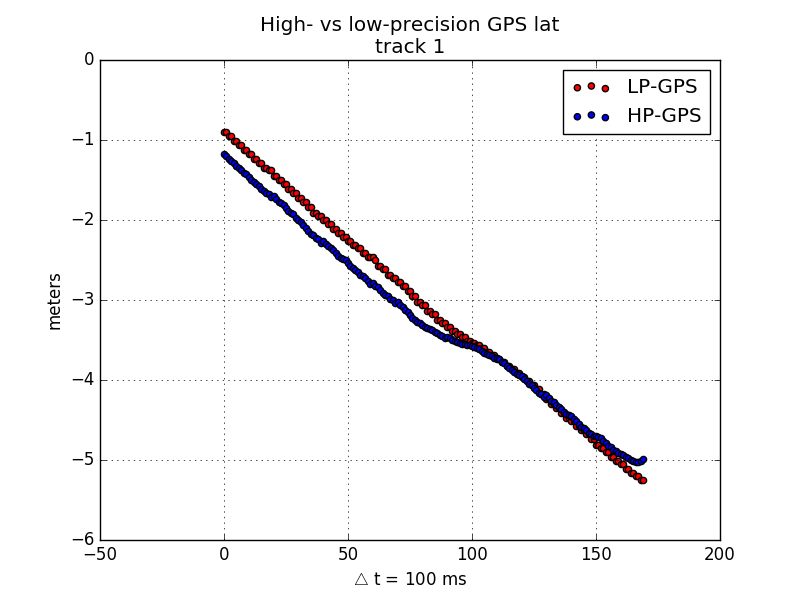 High- vs low-precision GPS lat
track 1
LP-GPS
HP-GPS
0
−1
−2
−3
−4
−5
−6
meters
−50 0 50 100 150 200
△ t = 100 ms